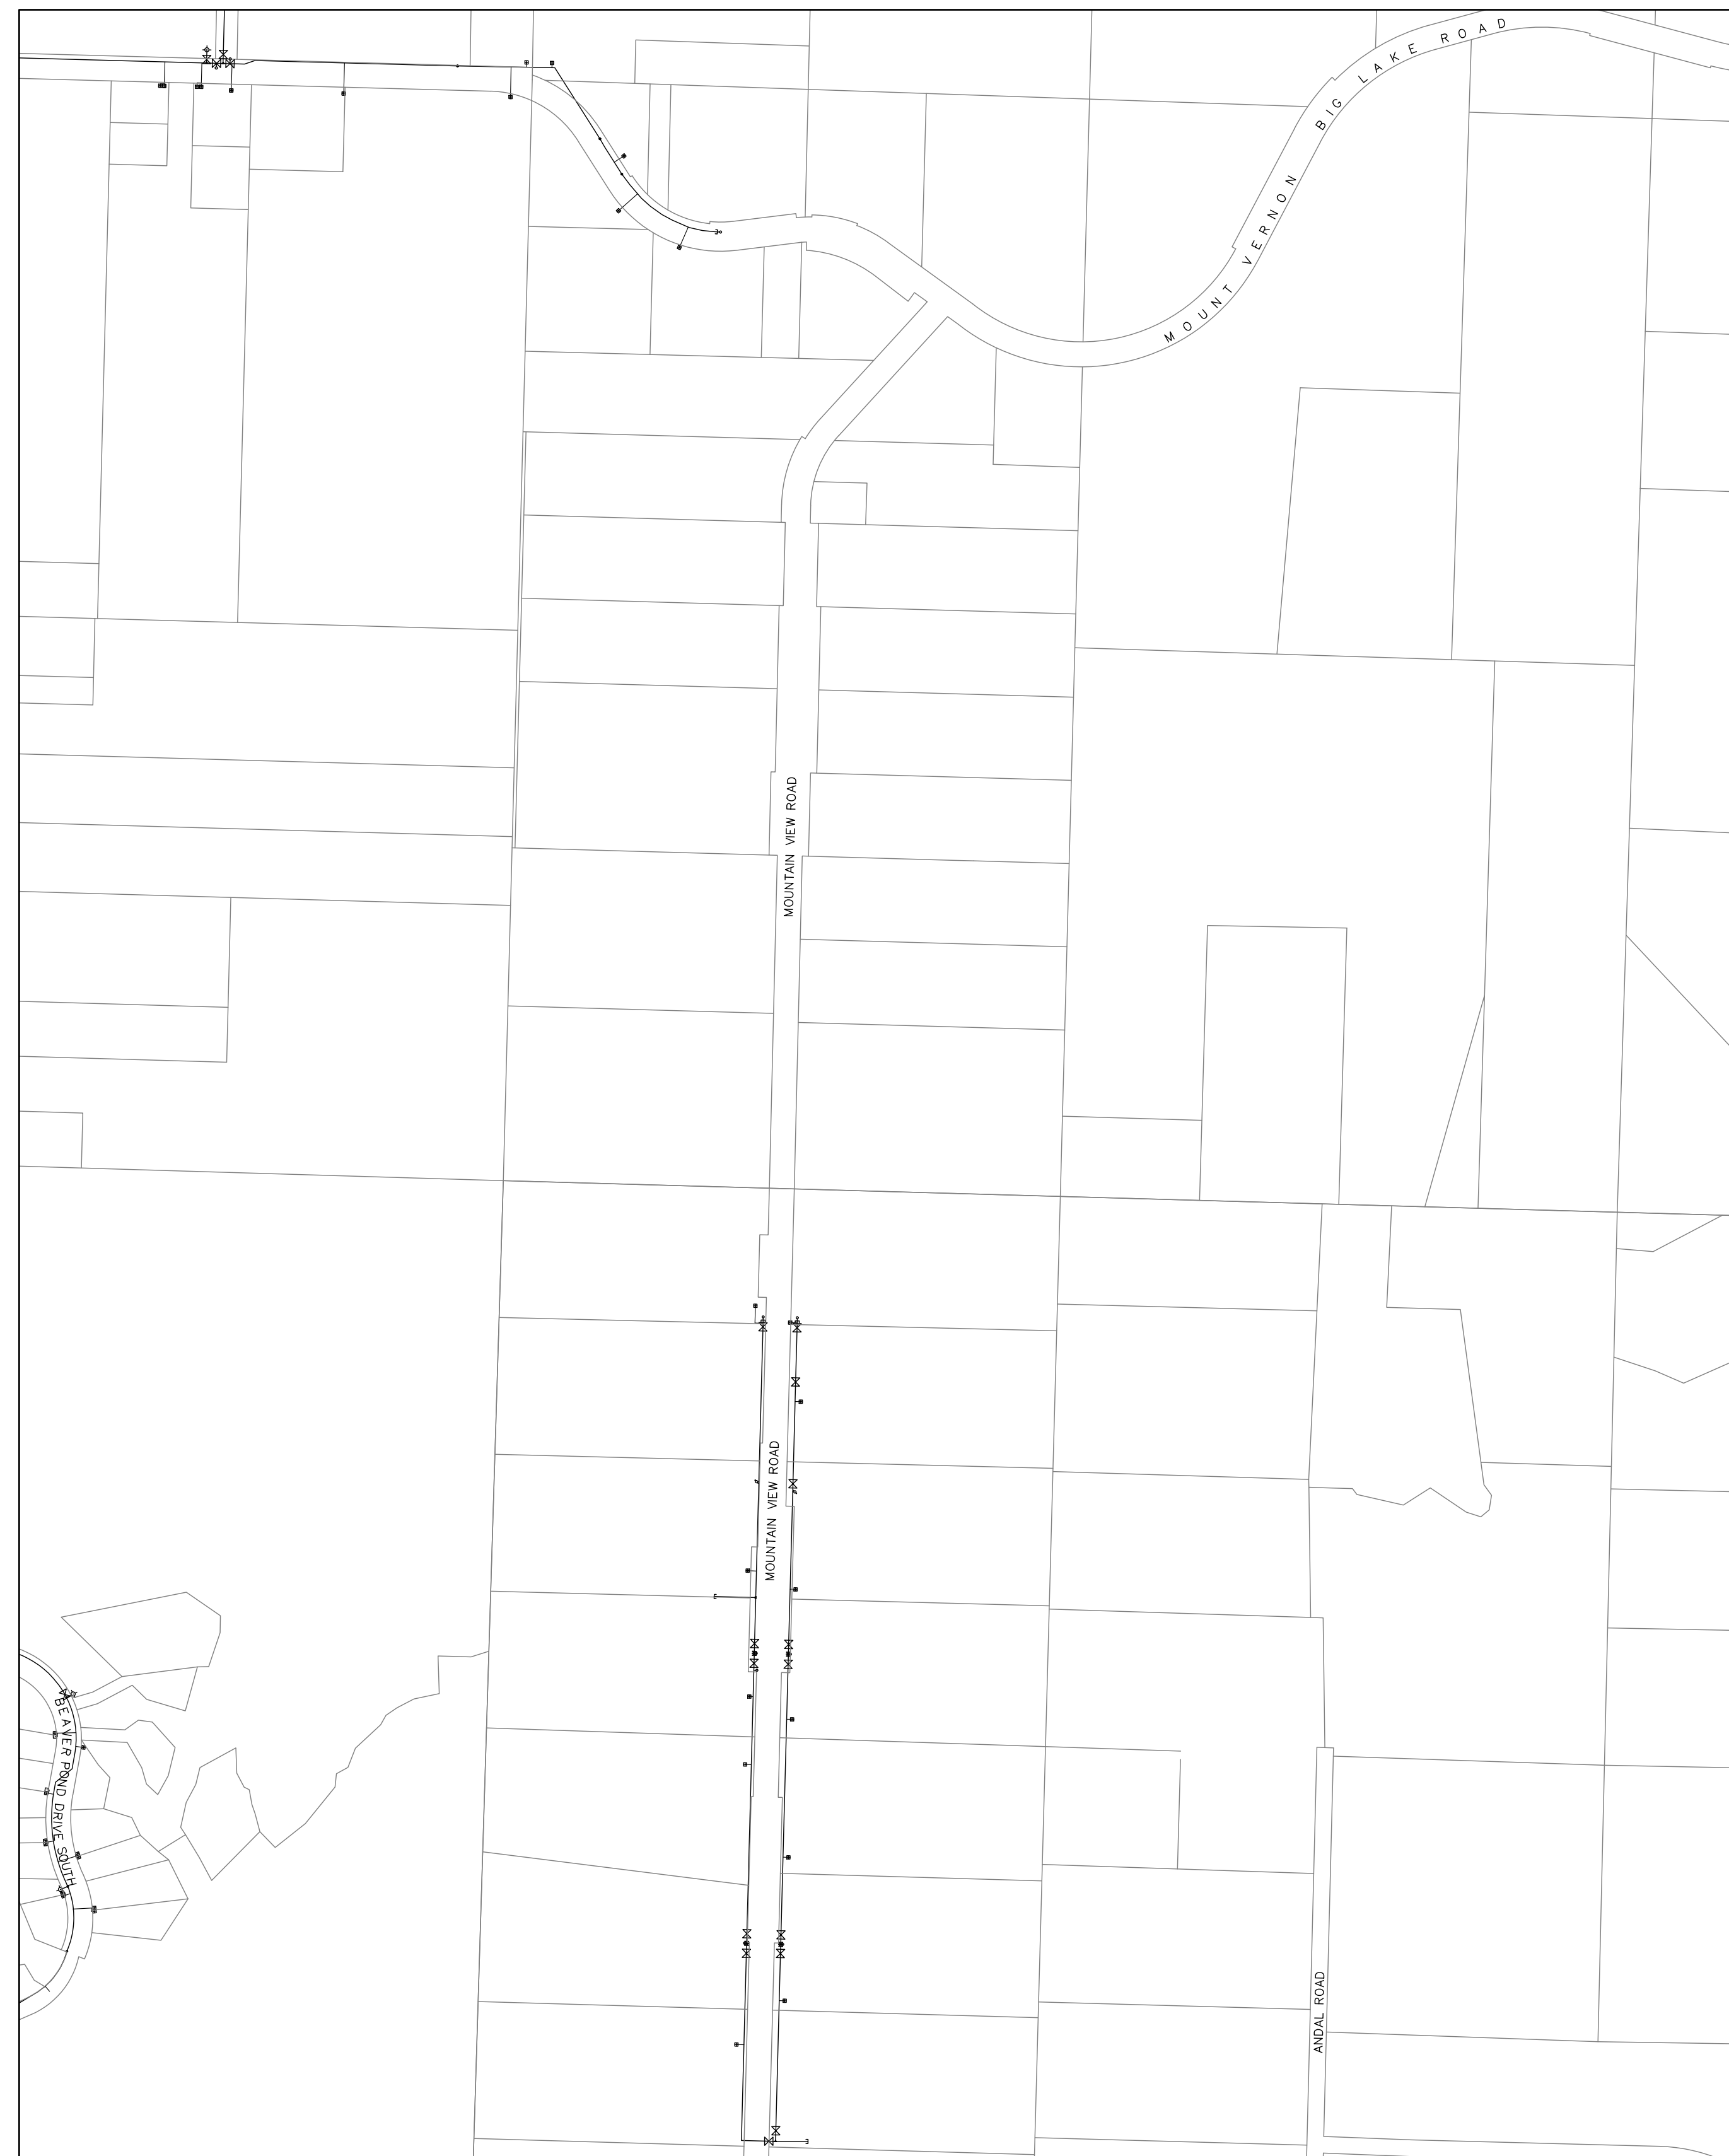 MOUNT VERNON BIG LAKE ROAD
MOUNTAIN VIEW ROAD
MOUNTAIN VIEW ROAD
BEAVER POND DRIVE SOUTH
ANDAL ROAD